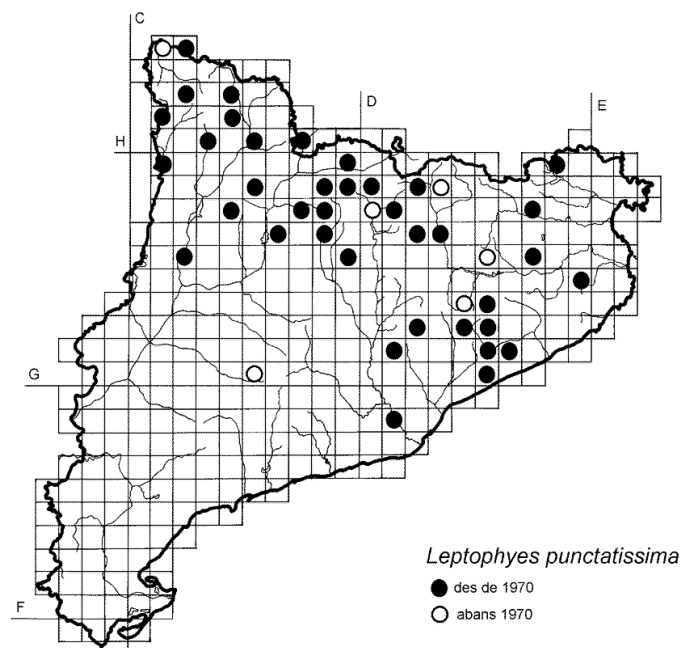 C
D
E
H
G
Leptophyes punctatissima
des de 1970
abans 1970
F